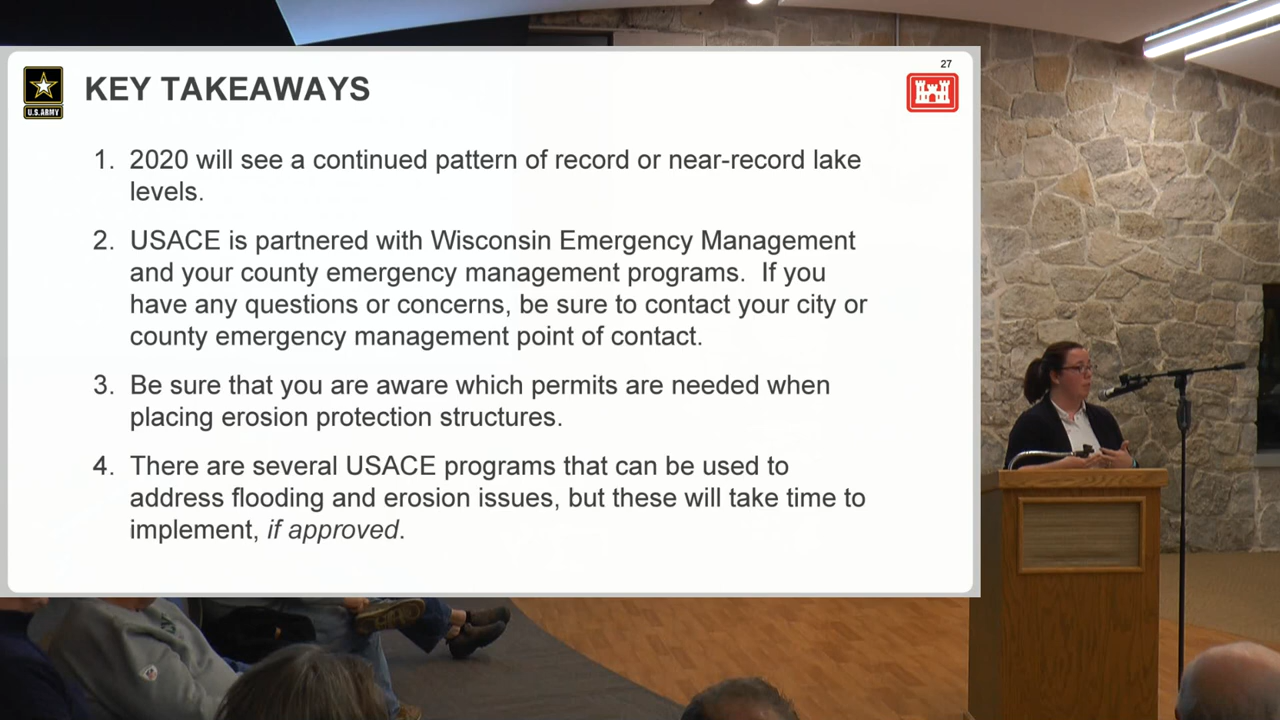 27
U.S.ARMY
KEY TAKEAWAYS
1. 2020 will see a continued pattern of record or near-record lake
levels.
2. USACE is partnered with Wisconsin Emergency Management
and your county emergency management programs.  If you
have any questions or concerns, be sure to contact your city or
county emergency management point of contact.
3. Be sure that you are aware which permits are needed when
placing erosion protection structures.
4. There are several USACE programs that can be used to
address flooding and erosion issues, but these will take time to
implement, if approved.